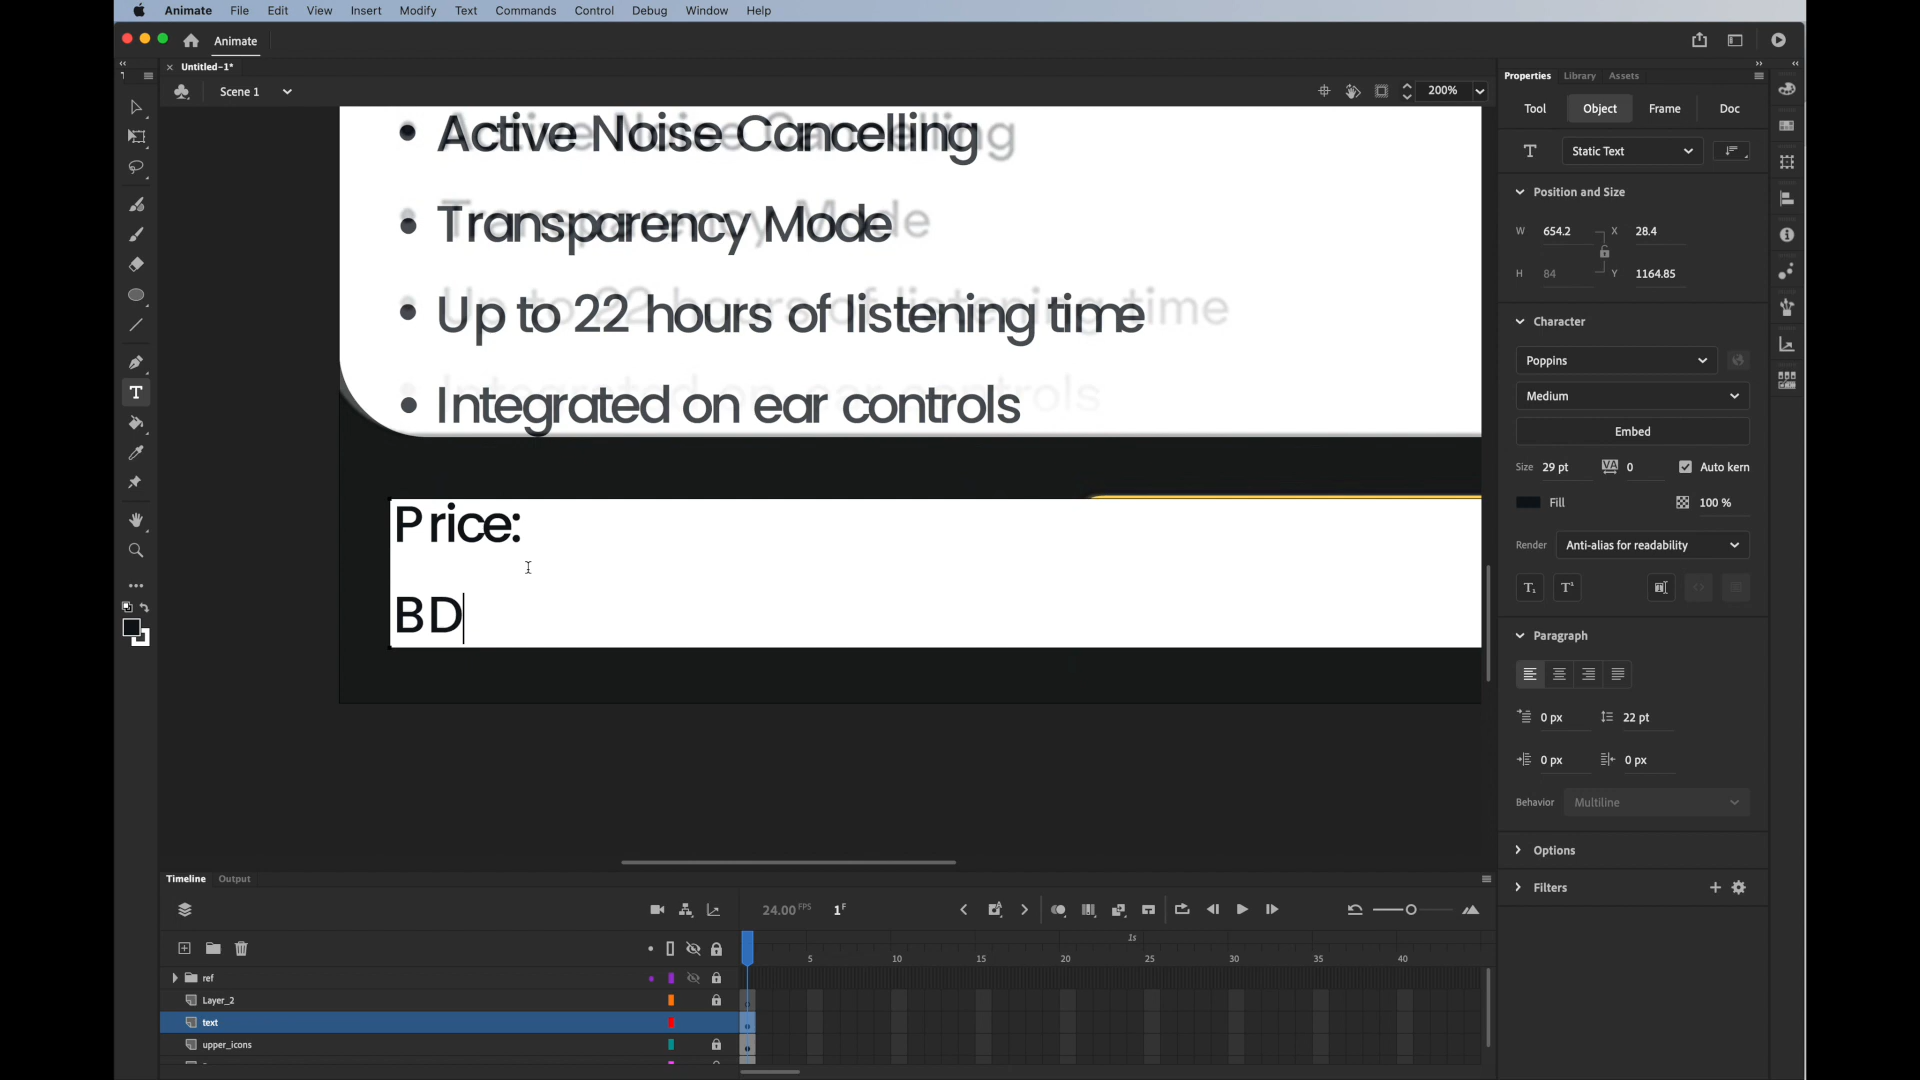 Animate File Edit View Insert Modify Text Commands Control Debug Window Help
Animate
Untitled-1*
Scene 1
200%
Active Noise Cancelling
Transparency Mode
Up to 22 hours of listening time
Integrated on ear controls
Price:
BD
Properties Library Assets
Tool Object Frame Doc
T Static Text
Position and Size
W 654.2 X 28.4
H 84 Y 1164.85
Character
Poppins
Medium
Embed
Size 29 pt VA 0 Auto kern
Fill 100 %
Render Anti-alias for readability
T₁ T¹
Paragraph
0 px 22 pt
0 px 0 px
Behavior Multiline
Options
Filters
Timeline Output
24.00 FPS 1 F
1s
5 10 15 20 25 30 35 40
ref
Layer_2
text
upper_icons